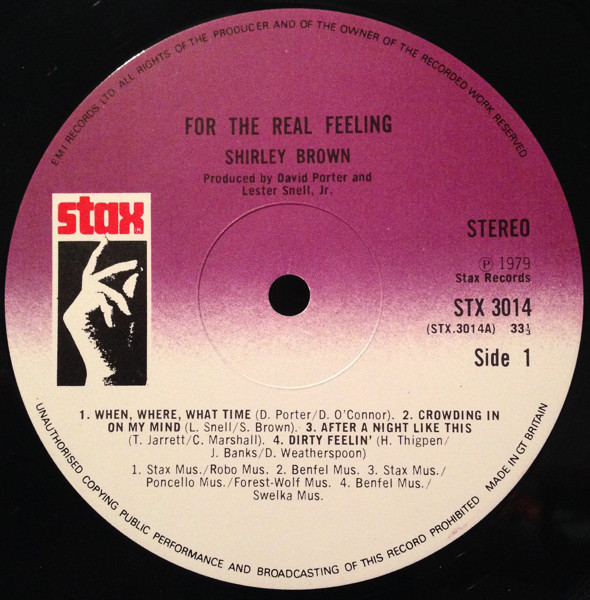 E.M.I RECORDS LTD. ALL RIGHTS OF THE PRODUCER AND OF THE OWNER OF THE RECORDED WORK RESERVED
FOR THE REAL FEELING
SHIRLEY BROWN
Produced by David Porter and
Lester Snell, Jr.
stax
STEREO
Ⓟ 1979
Stax Records
STX 3014
(STX.3014A) 33⅓
Side 1
1. WHEN, WHERE, WHAT TIME (D. Porter/D. O'Connor). 2. CROWDING IN
ON MY MIND (L. Snell/S. Brown). 3. AFTER A NIGHT LIKE THIS
(T. Jarrett/C. Marshall). 4. DIRTY FEELIN' (H. Thigpen/
J. Banks/D. Weatherspoon)
1. Stax Mus./Robo Mus. 2. Benfel Mus. 3. Stax Mus./
Poncello Mus./Forest-Wolf Mus. 4. Benfel Mus./
Swelka Mus.
UNAUTHORISED COPYING PUBLIC PERFORMANCE AND BROADCASTING OF THIS RECORD PROHIBITED MADE IN GT BRITAIN